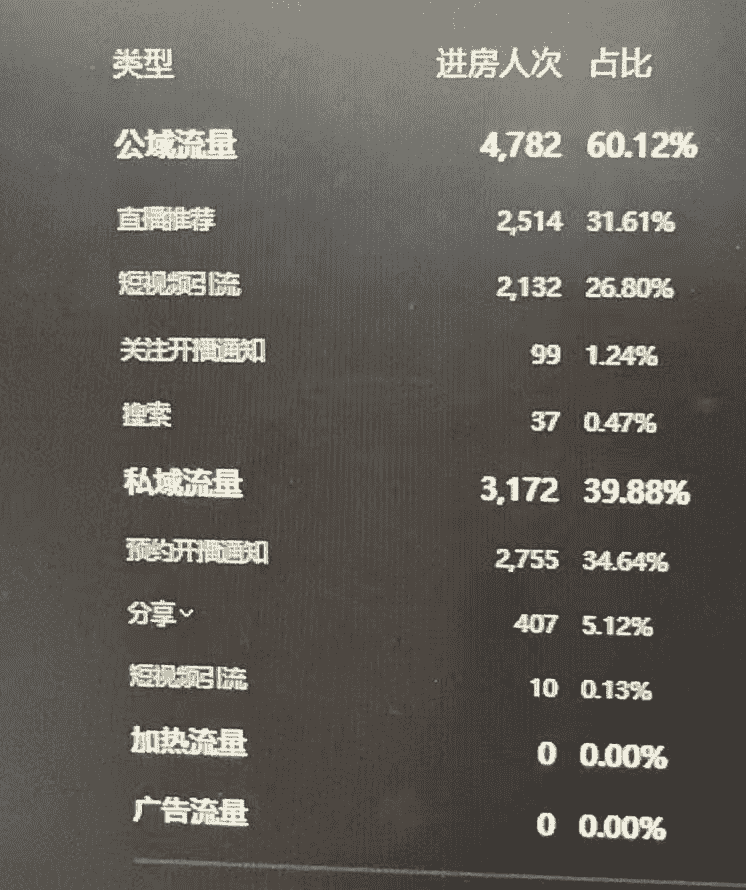 类型 进房人次 占比
公域流量 4,782 60.12%
直播推荐 2,514 31.61%
短视频引流 2,132 26.80%
关注开播通知 99 1.24%
搜索 37 0.47%
私域流量 3,172 39.88%
预约开播通知 2,755 34.64%
分享 407 5.12%
短视频引流 10 0.13%
加热流量 0 0.00%
广告流量 0 0.00%